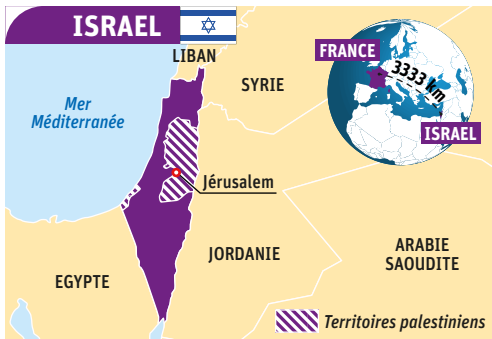 ISRAEL
LIBAN
SYRIE
Mer
Méditerranée
FRANCE
3333 km
ISRAEL
Jérusalem
JORDANIE
ARABIE
SAOUDITE
EGYPTE
Territoires palestiniens